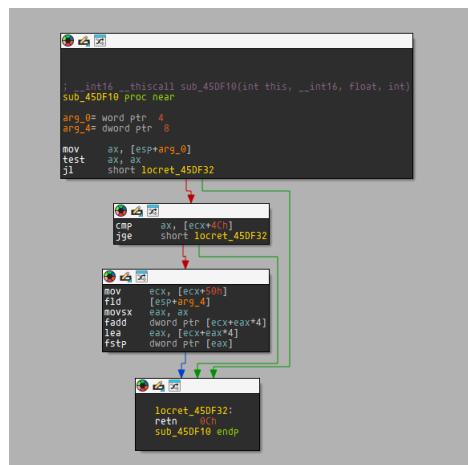 ; __int16 __thiscall sub_45DF10(int this, __int16, float, int)
sub_45DF10 proc near
arg_0= word ptr  4
arg_4= dword ptr  8
mov     ax, [esp+arg_0]
test    ax, ax
jl      short locret_45DF32
cmp     ax, [ecx+4Ch]
jge     short locret_45DF32
mov     ecx, [ecx+50h]
fld     [esp+arg_4]
movsx   eax, ax
fadd    dword ptr [ecx+eax*4]
lea     eax, [ecx+eax*4]
fstp    dword ptr [eax]
locret_45DF32:
retn    0Ch
sub_45DF10 endp